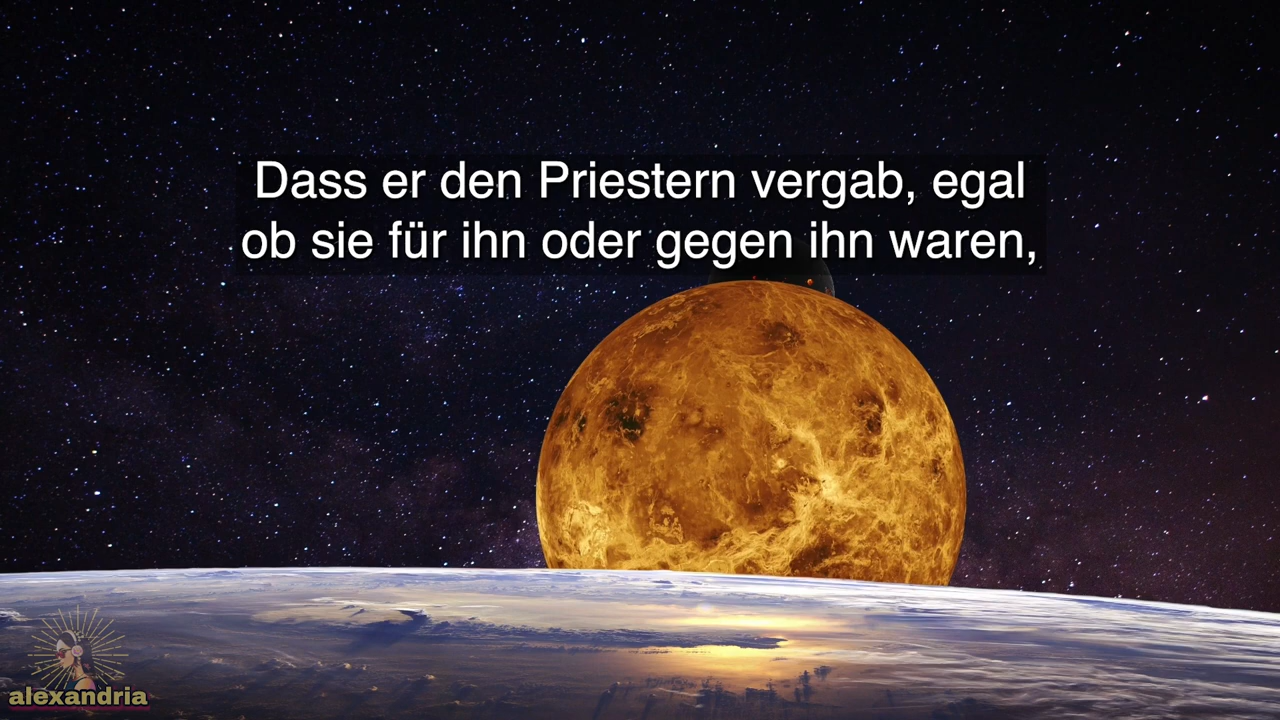 Dass er den Priestern vergab, egal
ob sie für ihn oder gegen ihn waren,
alexandria